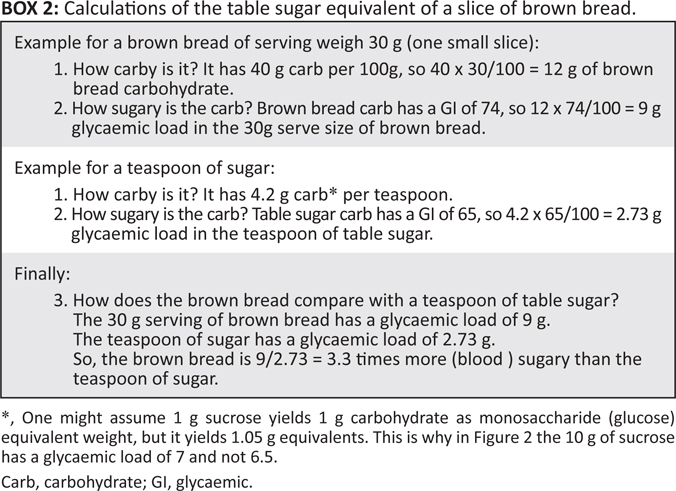 BOX 2: Calculations of the table sugar equivalent of a slice of brown bread.
Example for a brown bread of serving weigh 30 g (one small slice):
1. How carby is it? It has 40 g carb per 100g, so 40 x 30/100 = 12 g of brown
bread carbohydrate.
2. How sugary is the carb? Brown bread carb has a GI of 74, so 12 x 74/100 = 9 g
glycaemic load in the 30g serve size of brown bread.
Example for a teaspoon of sugar:
1. How carby is it? It has 4.2 g carb* per teaspoon.
2. How sugary is the carb? Table sugar carb has a GI of 65, so 4.2 x 65/100 = 2.73 g
glycaemic load in the teaspoon of table sugar.
Finally:
3. How does the brown bread compare with a teaspoon of table sugar?
The 30 g serving of brown bread has a glycaemic load of 9 g.
The teaspoon of sugar has a glycaemic load of 2.73 g.
So, the brown bread is 9/2.73 = 3.3 times more (blood ) sugary than the
teaspoon of sugar.
*, One might assume 1 g sucrose yields 1 g carbohydrate as monosaccharide (glucose)
equivalent weight, but it yields 1.05 g equivalents. This is why in Figure 2 the 10 g of sucrose
has a glycaemic load of 7 and not 6.5.
Carb, carbohydrate; GI, glycaemic.